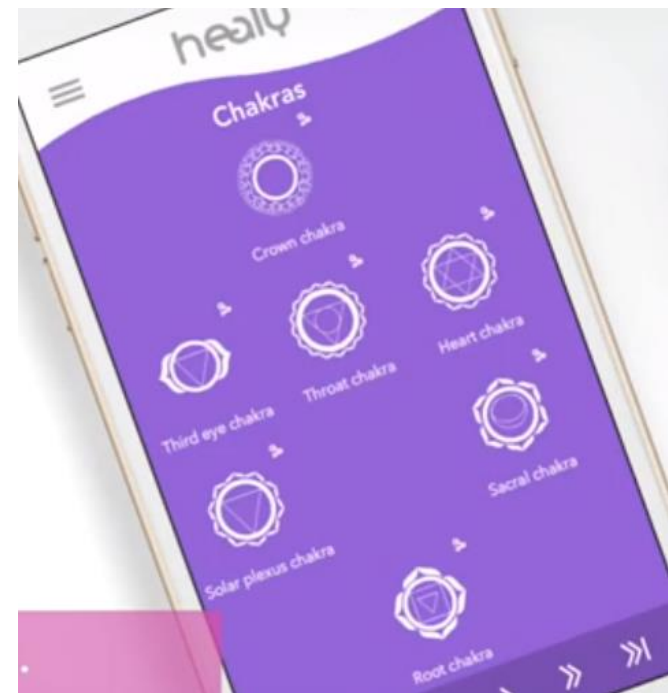 healy
Chakras
Crown chakra
Third eye chakra
Throat chakra
Heart chakra
Solar plexus chakra
Sacral chakra
Root chakra